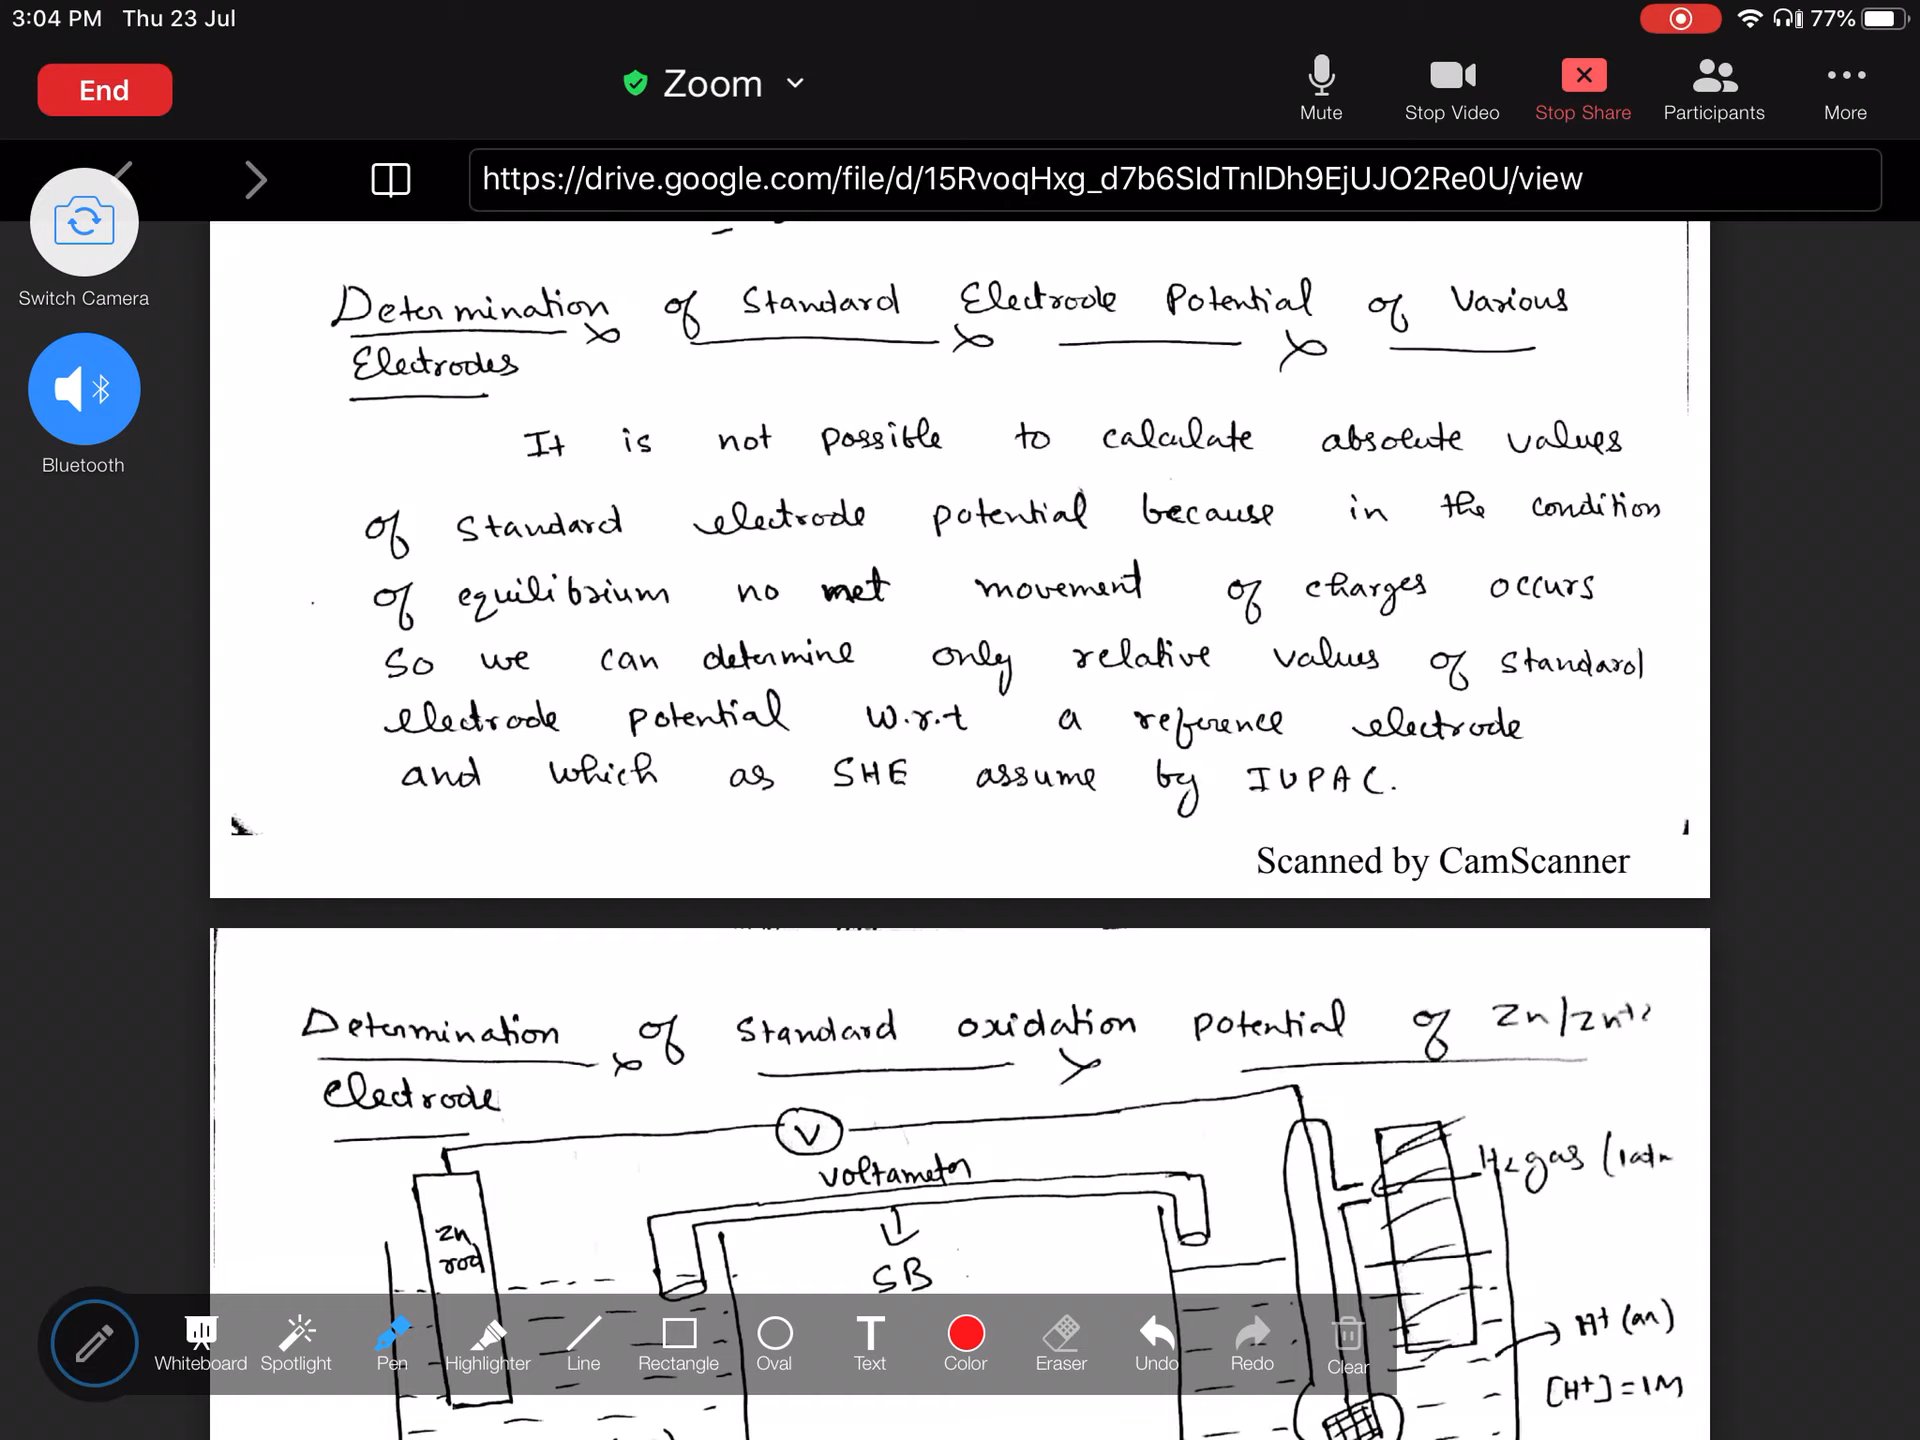 3:04 PM Thu 23 Jul
77%
End
Zoom
Mute
Stop Video
Stop Share
Participants
More
https://drive.google.com/file/d/15RvoqHxg_d7b6SIdTnlDh9EjUJO2Re0U/view
Switch Camera
Bluetooth
Determination of Standard Electrode Potential of Various
Electrodes
It is not possible to calculate absolute values
of standard electrode potential because in the condition
of equilibrium no net movement of charges occurs
So we can determine only relative values of standard
electrode potential w.r.t a reference electrode
and which as SHE assume by IUPAC.
Scanned by CamScanner
Determination of Standard oxidation potential of Zn/Zn+2
Electrode
V
voltameter
H2 gas (1at
Zn
rod
SB
H+ (aq)
[H+] = 1M
Whiteboard
Spotlight
Pen
Highlighter
Line
Rectangle
Oval
T
Text
Color
Eraser
Undo
Redo
Clear